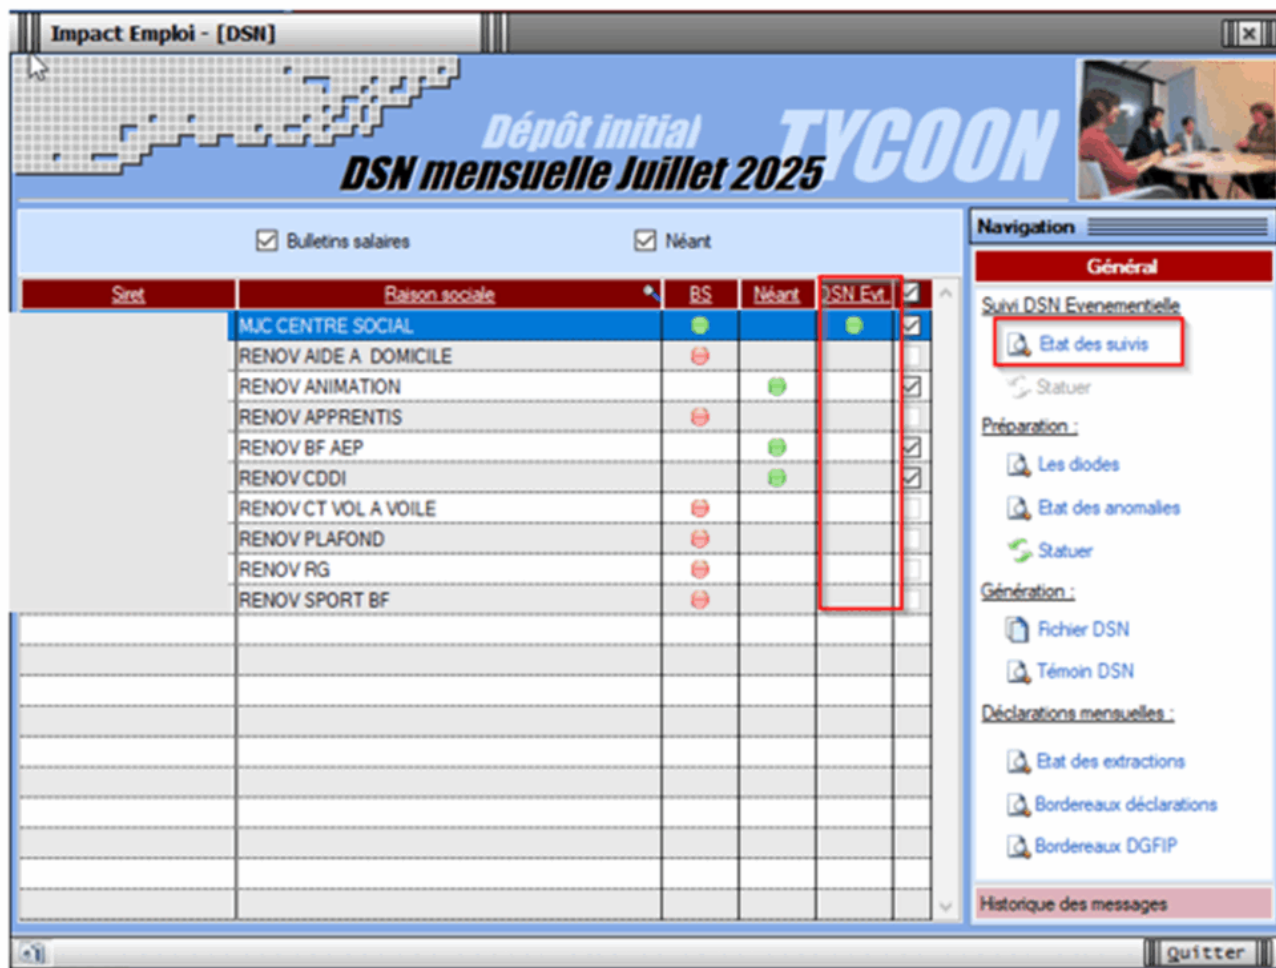 Impact Emploi - [DSN]
Dépôt initial
TYCOON
DSN mensuelle Juillet 2025
Bulletins salaires
Néant
Siret
Raison sociale
BS
Néant
DSN Evt.
MJC CENTRE SOCIAL
RENOV AIDE A DOMICILE
RENOV ANIMATION
RENOV APPRENTIS
RENOV BF AEP
RENOV CDDI
RENOV CT VOL A VOILE
RENOV PLAFOND
RENOV RG
RENOV SPORT BF
Navigation
Général
Suivi DSN Evenementielle
Etat des suivis
Statuer
Préparation :
Les diodes
Etat des anomalies
Statuer
Génération :
Fichier DSN
Témoin DSN
Déclarations mensuelles :
Etat des extractions
Bordereaux déclarations
Bordereaux DGFIP
Historique des messages
Quitter